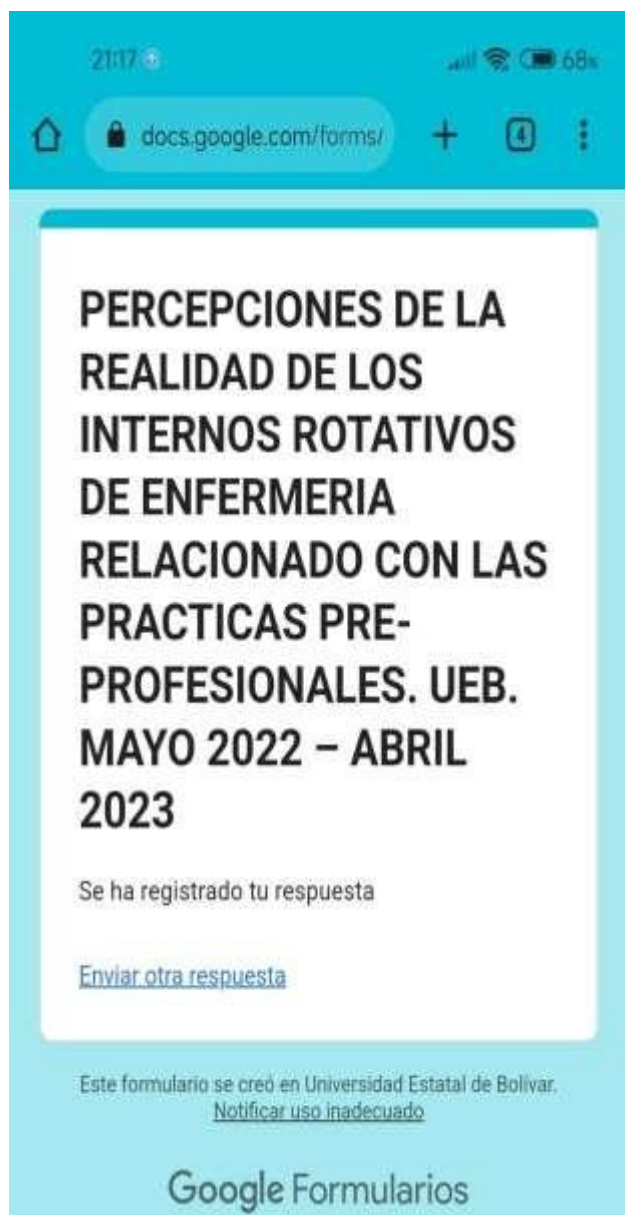 21:17
68%
docs.google.com/forms/
4
PERCEPCIONES DE LA
REALIDAD DE LOS
INTERNOS ROTATIVOS
DE ENFERMERIA
RELACIONADO CON LAS
PRACTICAS PRE-
PROFESIONALES. UEB.
MAYO 2022 – ABRIL
2023
Se ha registrado tu respuesta
Enviar otra respuesta
Este formulario se creó en Universidad Estatal de Bolívar.
Notificar uso inadecuado
Google Formularios